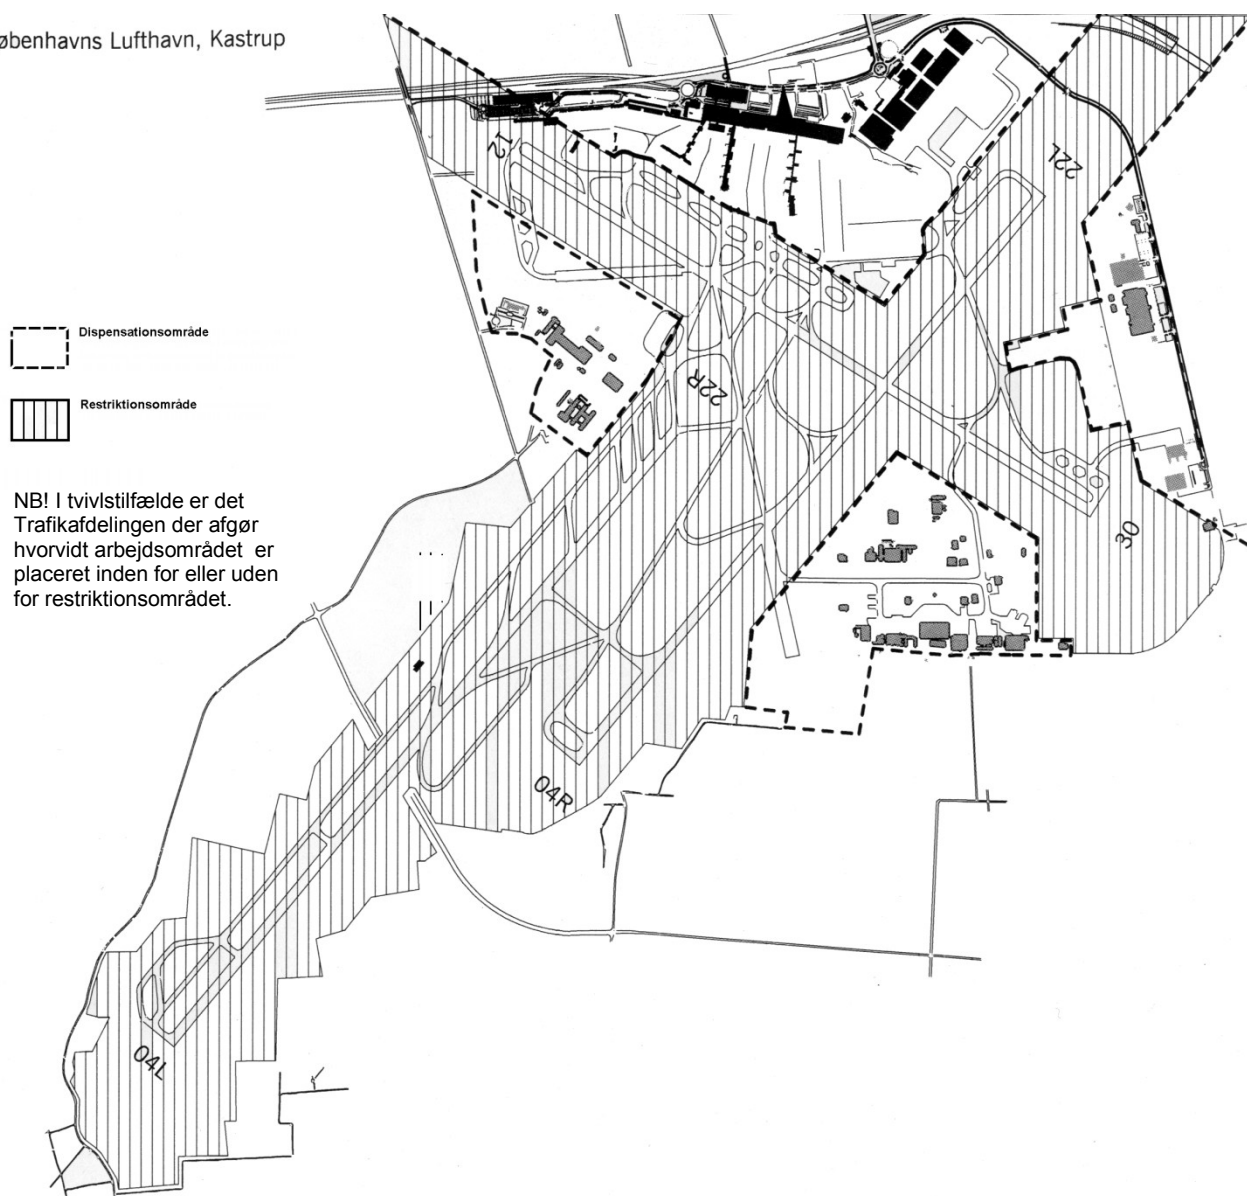 øbenhavns Lufthavn, Kastrup
12
22L
Dispensationsområde
22R
Restriktionsområde
NB! I tvivlstilfælde er det
Trafikafdelingen der afgør
hvorvidt arbejdsområdet er
placeret inden for eller uden
for restriktionsområdet.
30
04R
04L